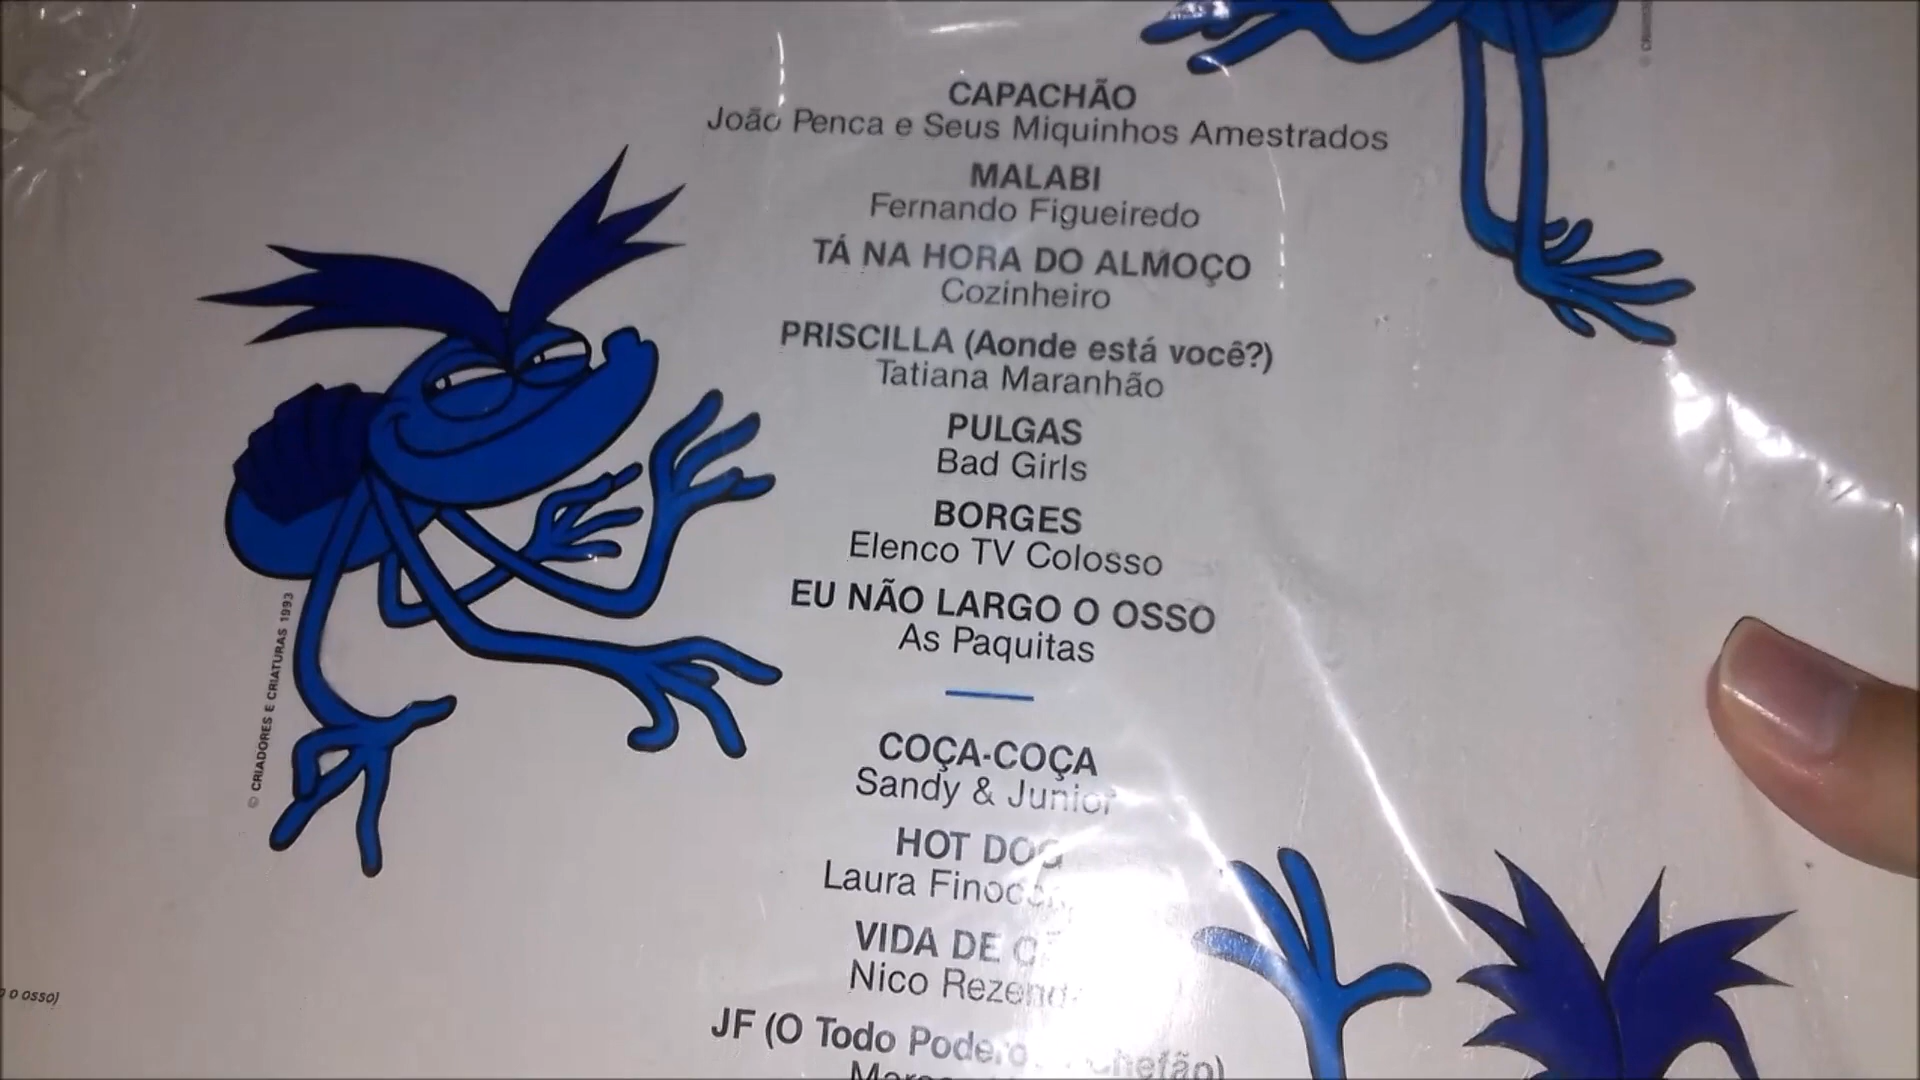 CAPACHÃO
João Penca e Seus Miquinhos Amestrados
MALABI
Fernando Figueiredo
TÁ NA HORA DO ALMOÇO
Cozinheiro
PRISCILLA (Aonde está você?)
Tatiana Maranhão
PULGAS
Bad Girls
BORGES
Elenco TV Colosso
EU NÃO LARGO O OSSO
As Paquitas
COÇA-COÇA
Sandy & Junior
HOT DOG
Laura
VIDA DE
Nico
JF (O Todo
© CRIADORES E CRIATURAS 1993
O OSSO)